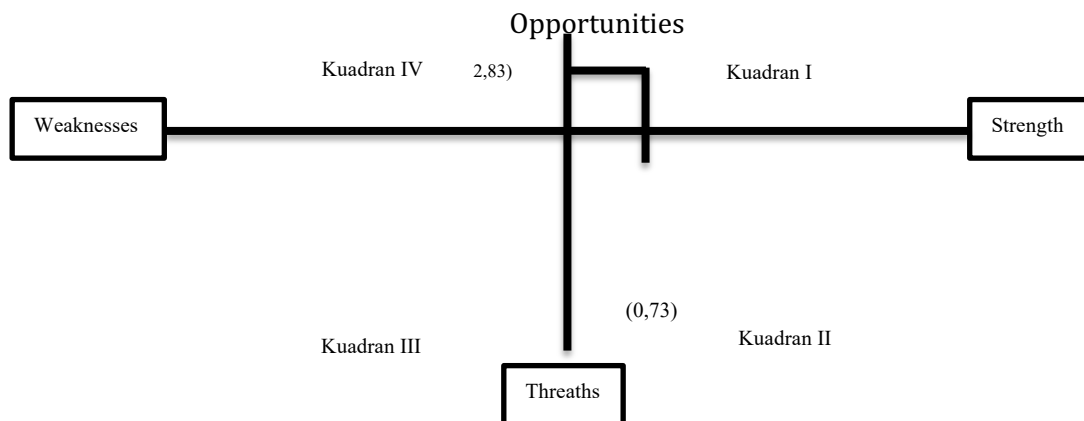 Opportunities
Kuadran IV
2,83)
Kuadran I
Weaknesses
Strength
(0,73)
Kuadran III
Kuadran II
Threaths